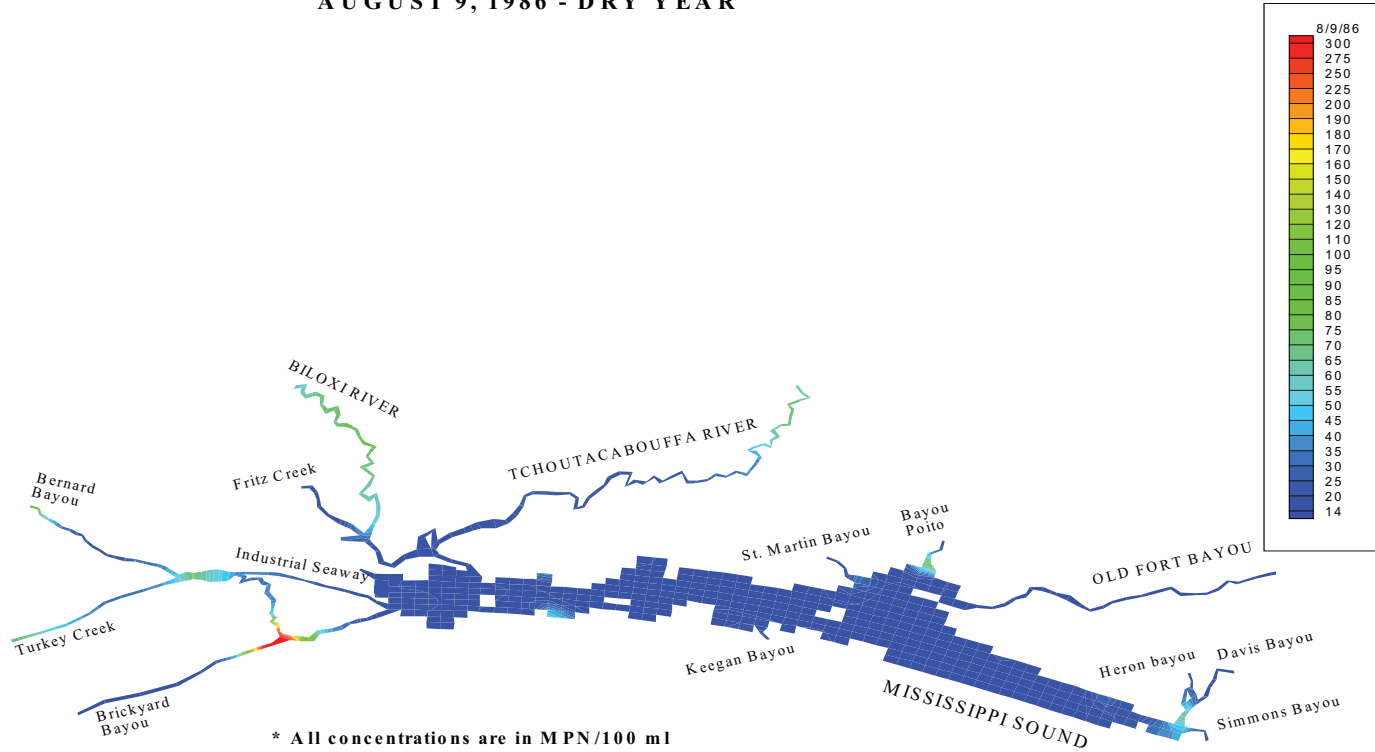 AUGUST 9, 1986 - DRY YEAR
8/9/86
300
275
250
225
200
190
180
170
160
150
140
130
120
110
100
95
90
85
80
75
70
65
60
55
50
45
40
35
30
25
20
14
BILOXI RIVER
TCHOUTACABOUFFA RIVER
Fritz Creek
Bernard
Bayou
Industrial Seaway
St. Martin Bayou
Bayou
Poito
OLD FORT BAYOU
Turkey Creek
Keegan Bayou
Heron bayou
Davis Bayou
Brickyard
Bayou
MISSISSIPPI SOUND
Simmons Bayou
* All concentrations are in MPN/100 ml